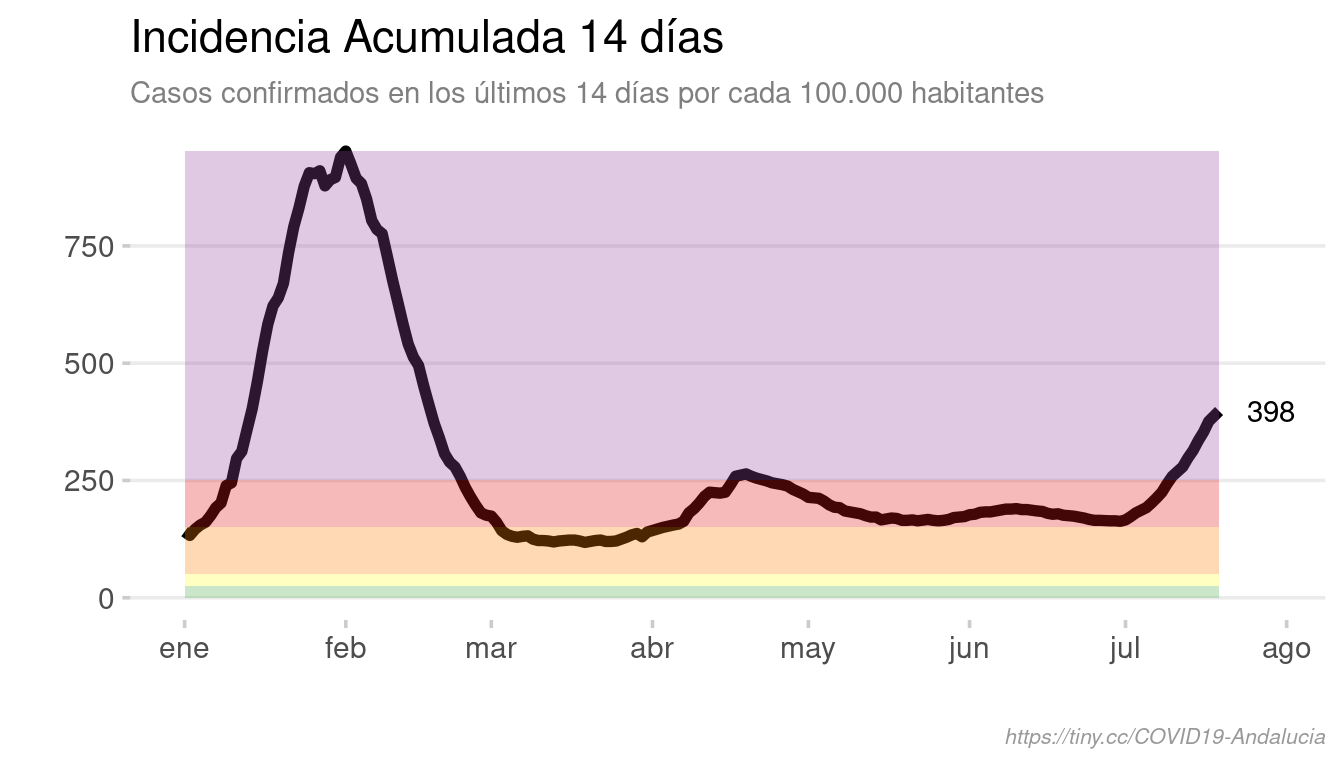 Incidencia Acumulada 14 días
Casos confirmados en los últimos 14 días por cada 100.000 habitantes
750
500
398
250
0
ene feb mar abr may jun jul ago
https://tiny.cc/COVID19-Andalucia